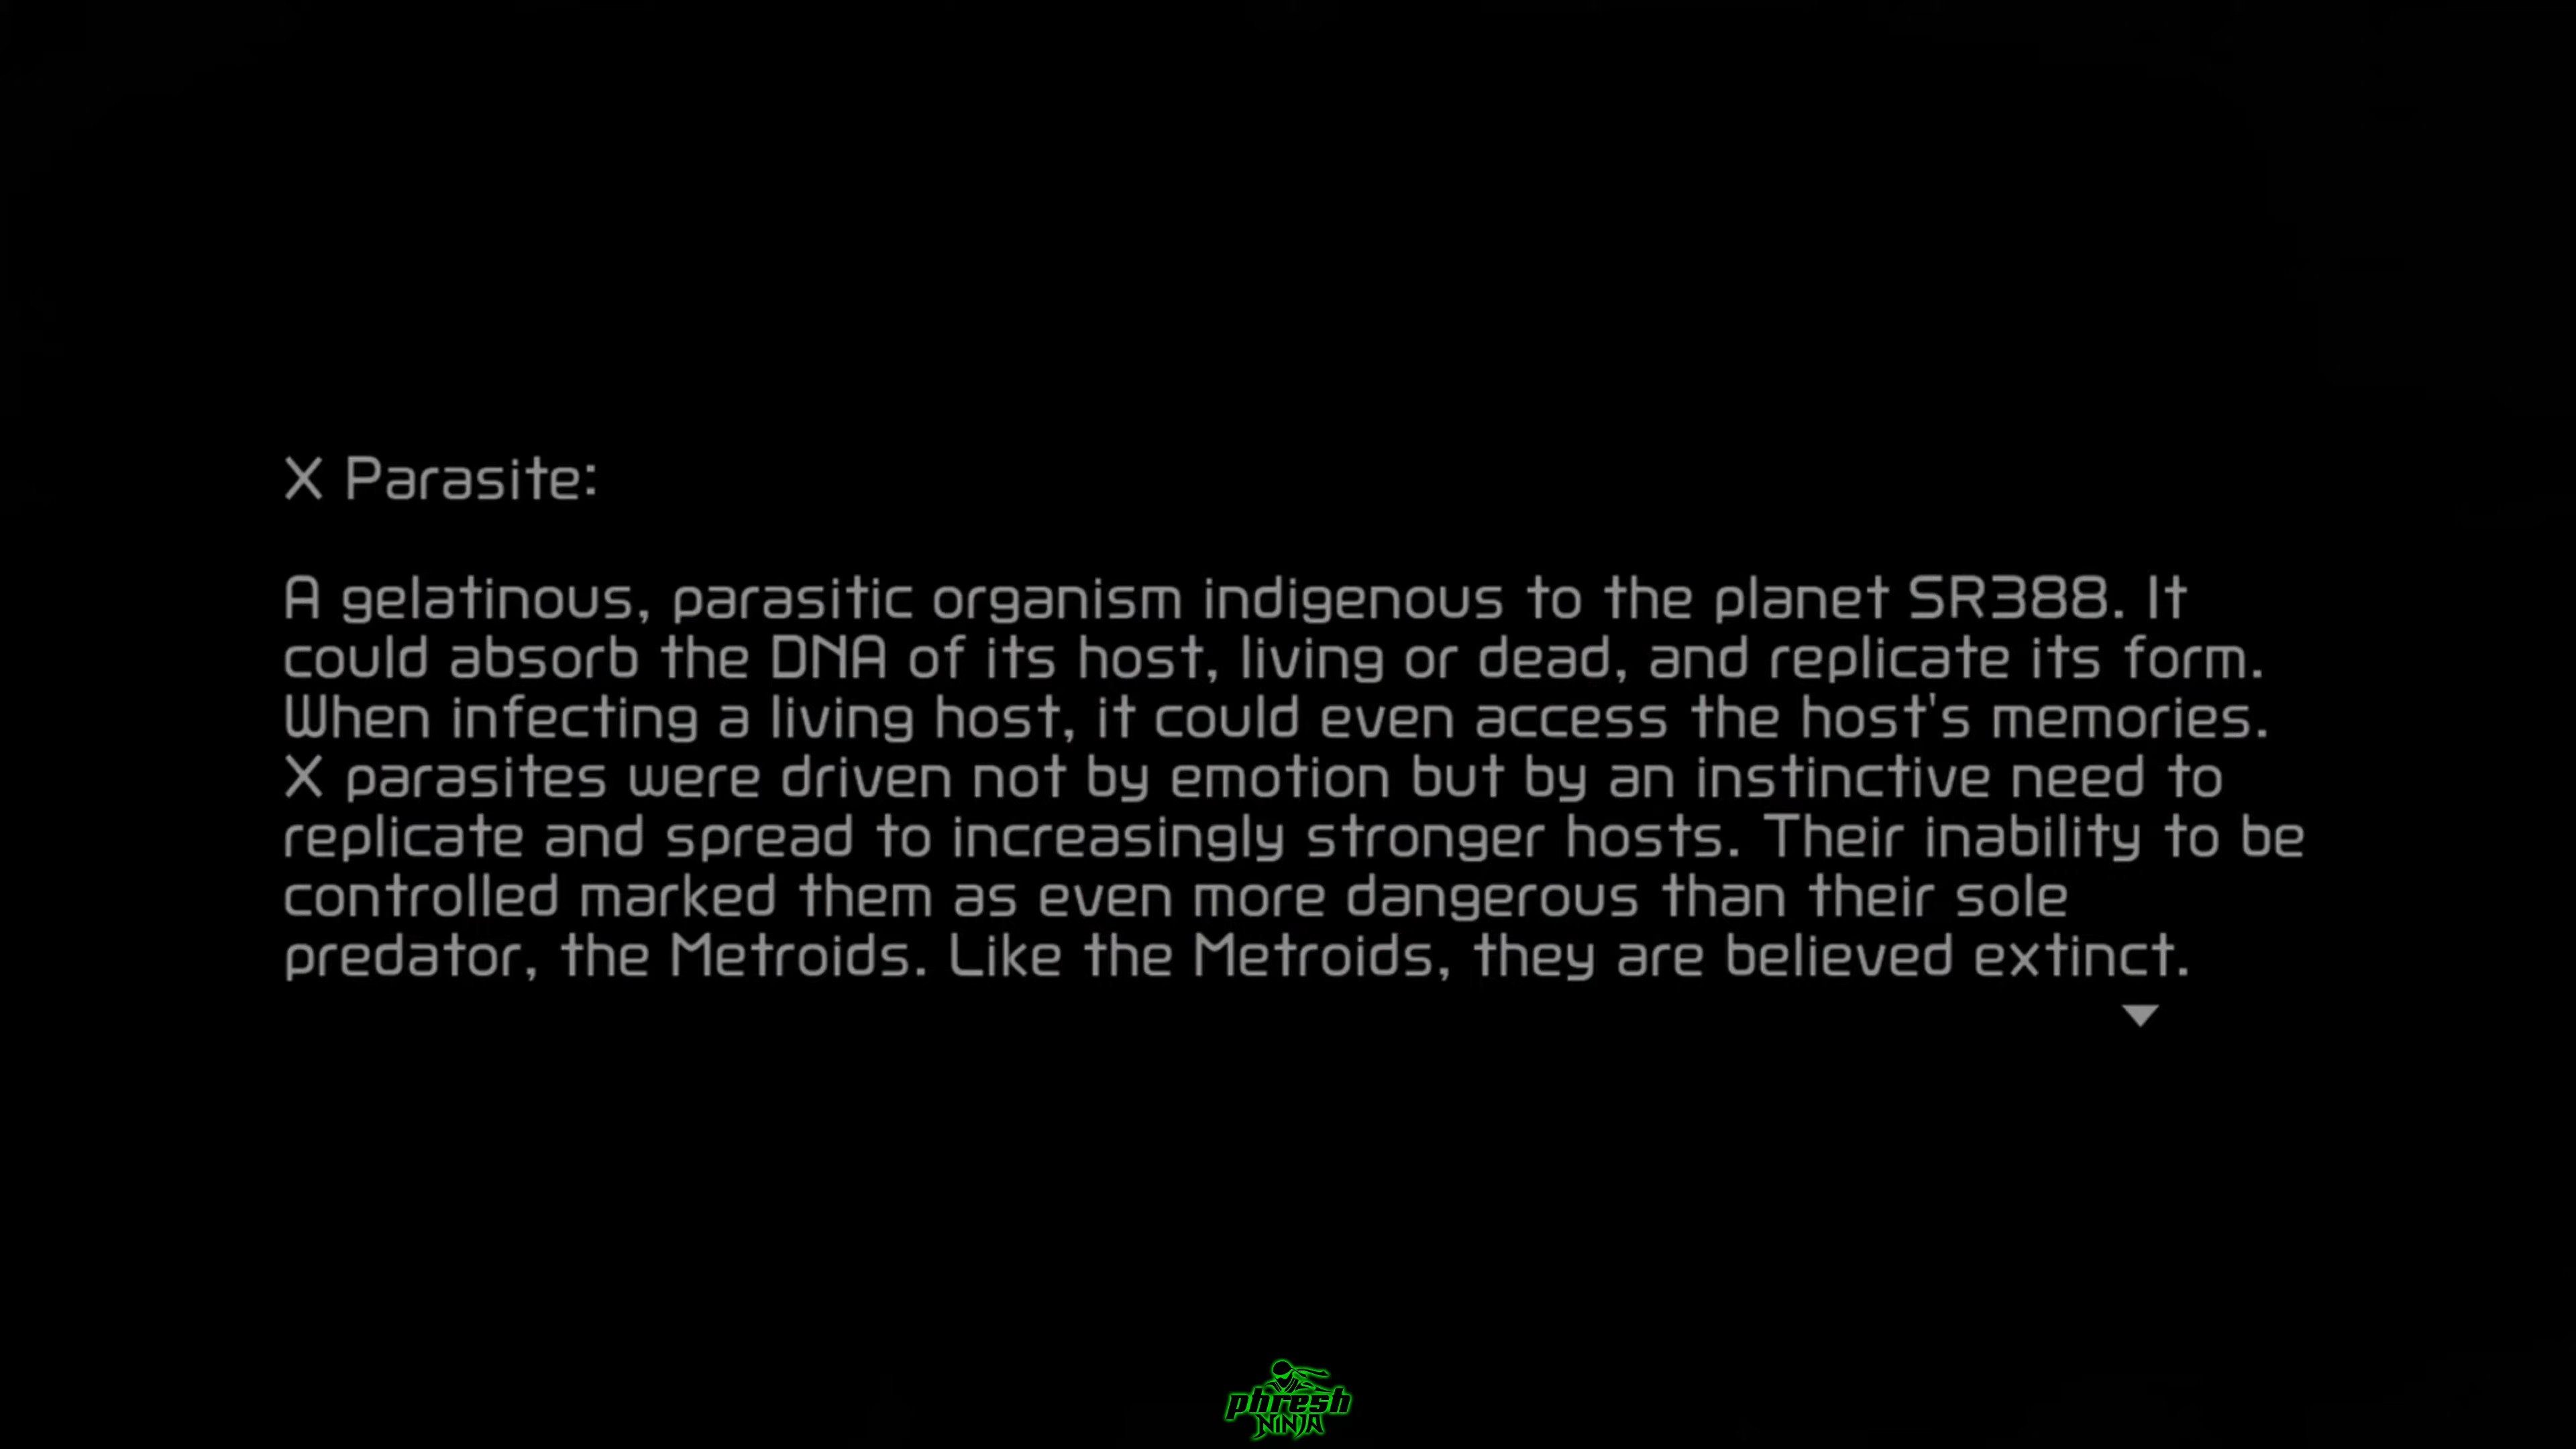 X Parasite:
A gelatinous, parasitic organism indigenous to the planet SR388. It
could absorb the DNA of its host, living or dead, and replicate its form.
When infecting a living host, it could even access the host's memories.
X parasites were driven not by emotion but by an instinctive need to
replicate and spread to increasingly stronger hosts. Their inability to be
controlled marked them as even more dangerous than their sole
predator, the Metroids. Like the Metroids, they are believed extinct.
phresh
NINJA